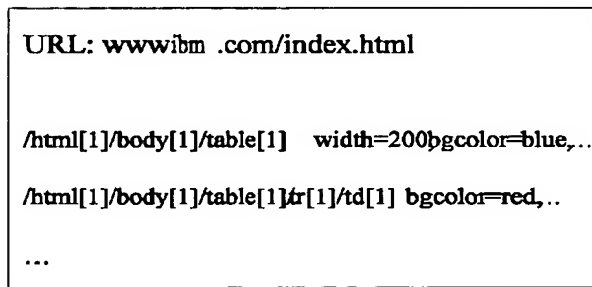 URL: wwwibm .com/index.html
/html[1]/body[1]/table[1] width=200bgcolor=blue,...
/html[1]/body[1]/table[1]/tr[1]/td[1] bgcolor=red,..
...